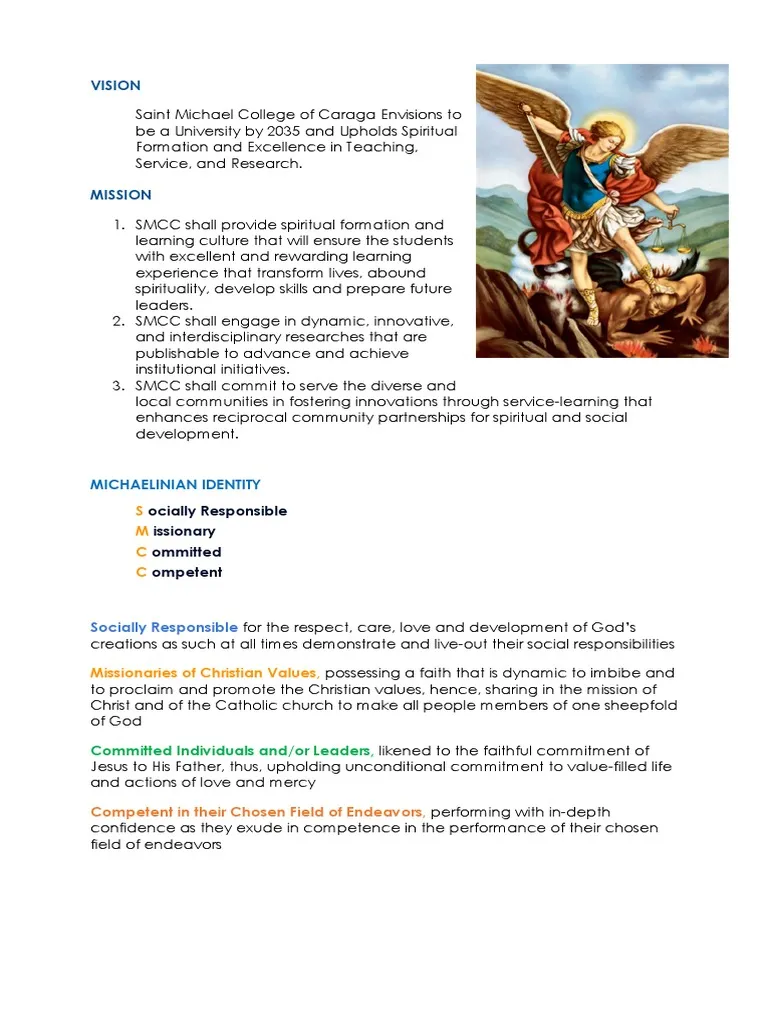 VISION
Saint Michael College of Caraga Envisions to
be a University by 2035 and Upholds Spiritual
Formation and Excellence in Teaching,
Service, and Research.
MISSION
1. SMCC shall provide spiritual formation and
learning culture that will ensure the students
with excellent and rewarding learning
experience that transform lives, abound
spirituality, develop skills and prepare future
leaders.
2. SMCC shall engage in dynamic, innovative,
and interdisciplinary researches that are
publishable to advance and achieve
institutional initiatives.
3. SMCC shall commit to serve the diverse and
local communities in fostering innovations through service-learning that
enhances reciprocal community partnerships for spiritual and social
development.
MICHAELINIAN IDENTITY
S ocially Responsible
M issionary
C ommitted
C ompetent
Socially Responsible for the respect, care, love and development of God's
creations as such at all times demonstrate and live-out their social responsibilities
Missionaries of Christian Values, possessing a faith that is dynamic to imbibe and
to proclaim and promote the Christian values, hence, sharing in the mission of
Christ and of the Catholic church to make all people members of one sheepfold
of God
Committed Individuals and/or Leaders, likened to the faithful commitment of
Jesus to His Father, thus, upholding unconditional commitment to value-filled life
and actions of love and mercy
Competent in their Chosen Field of Endeavors, performing with in-depth
confidence as they exude in competence in the performance of their chosen
field of endeavors